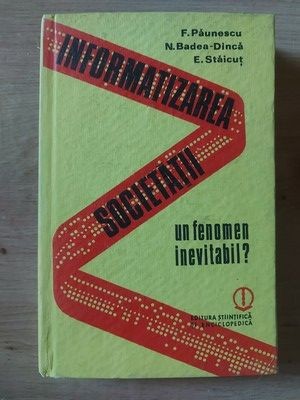 F. Păunescu
N. Badea-Dincă
E. Stăicuț
INFORMATIZAREA
SOCIETĂȚII
un fenomen
inevitabil?
EDITURA ȘTIINȚIFICĂ
ȘI ENCICLOPEDICĂ